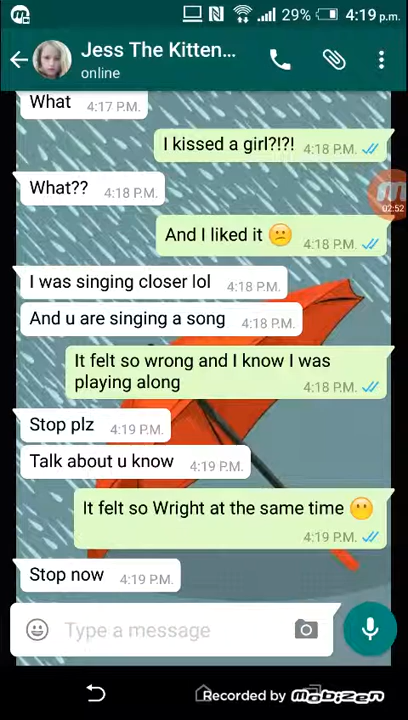 29% 4:19 p.m.
Jess The Kitten...
online
What 4:17 P.M.
I kissed a girl?!?! 4:18 P.M.
What?? 4:18 P.M.
02:52
And I liked it 😕 4:18 P.M.
I was singing closer lol 4:18 P.M.
And u are singing a song 4:18 P.M.
It felt so wrong and I know I was
playing along 4:18 P.M.
Stop plz 4:19 P.M.
Talk about u know 4:19 P.M.
It felt so Wright at the same time 😶
4:19 P.M.
Stop now 4:19 P.M.
Type a message
Recorded by mobizen